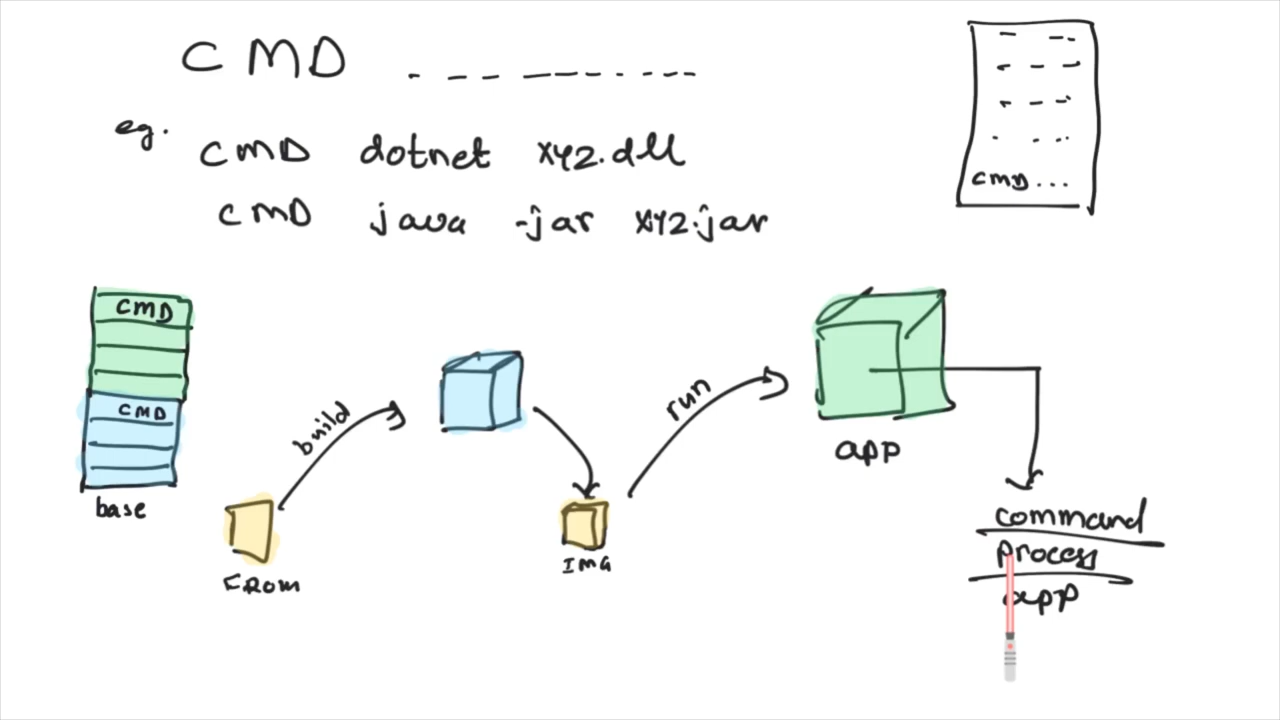 CMD _ _ _ _ _ _ _ _ _
eg.
CMD dotnet xyz.dll
CMD java -jar xyz.jar
CMD...
CMD
CMD
base
FROM
build
IMG
run
app
command
process
app